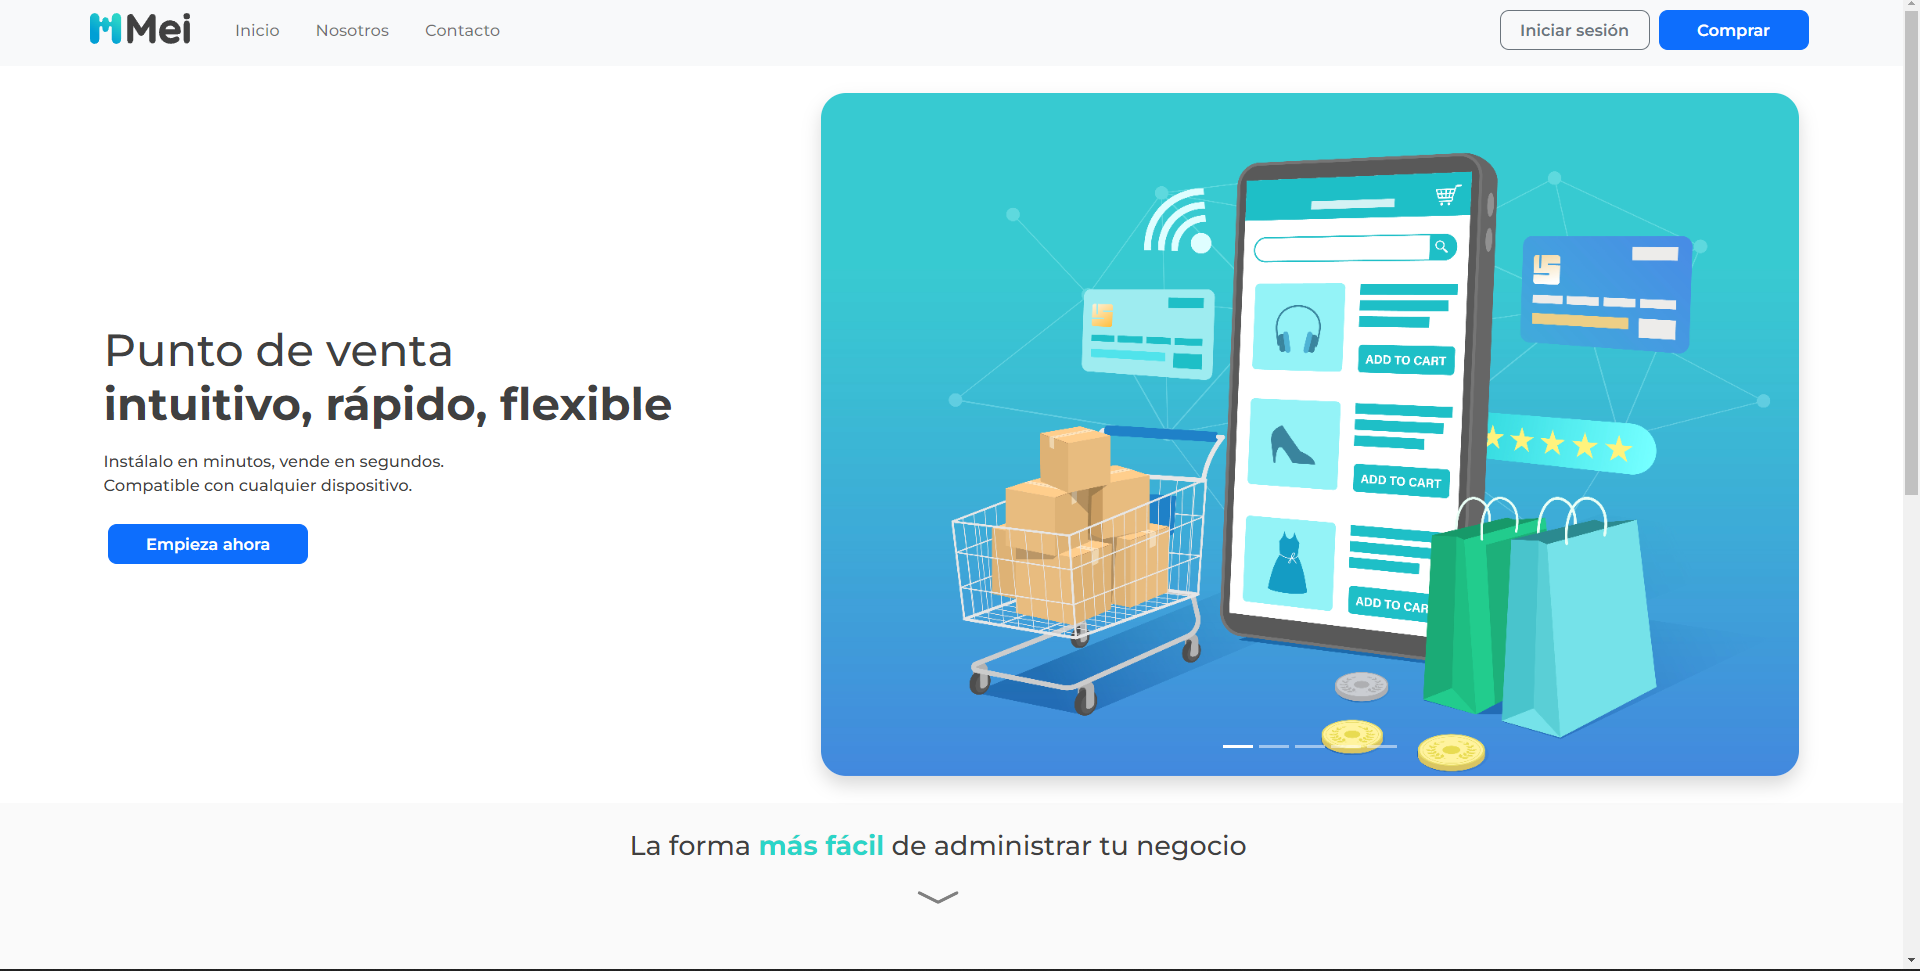 Mei
Inicio
Nosotros
Contacto
Iniciar sesión
Comprar
Punto de venta
intuitivo, rápido, flexible
Instálalo en minutos, vende en segundos.
Compatible con cualquier dispositivo.
Empieza ahora
ADD TO CART
ADD TO CART
ADD TO CAR
La forma más fácil de administrar tu negocio